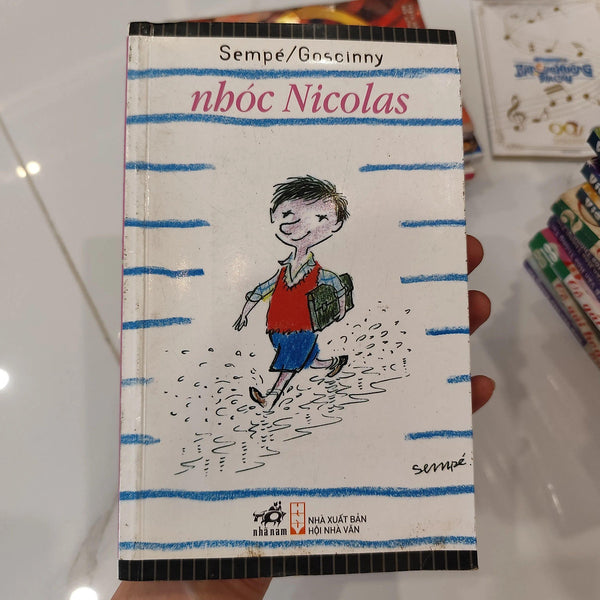 Sempé/Goscinny
nhóc Nicolas
sempé
nhã nam
NHÀ XUẤT BẢN
HỘI NHÀ VĂN